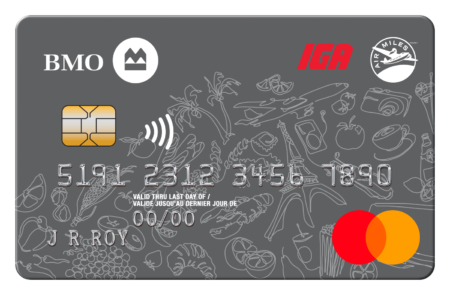 BMO
IGA
AIR MILES
5191 2312 3456 7890
VALID THRU LAST DAY OF /
VALIDE JUSQU'AU DERNIER JOUR DE
00/00
J R ROY